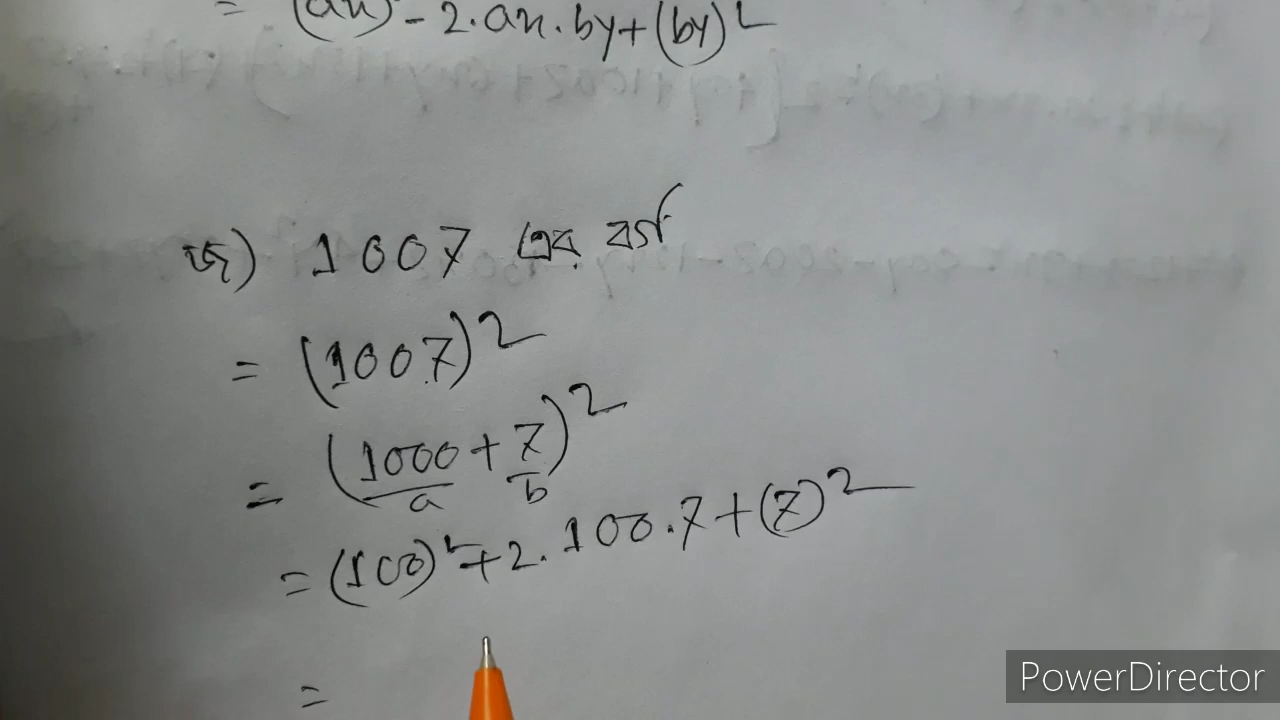 = (ax)² - 2.ax.by+(by)²
জ) 1007 এর বর্গ
= (1007)²
= (1000 + 7)²
a b
= (100)² + 2.100.7+(7)²
=
PowerDirector